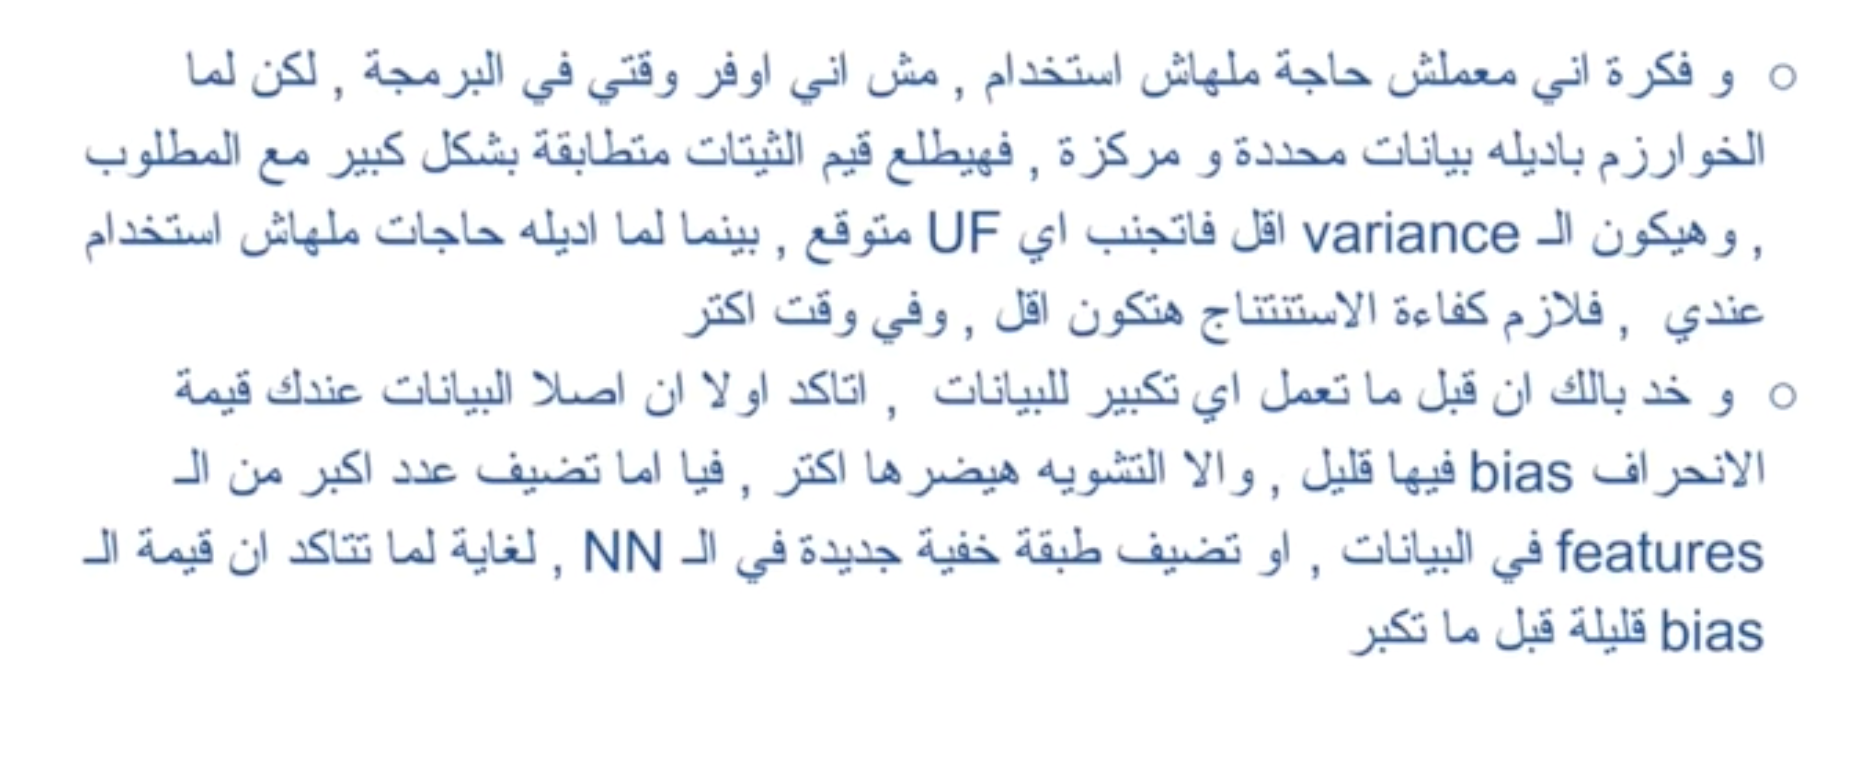 ○ و فكرة اني معملش حاجة ملهاش استخدام , مش اني اوفر وقتي في البرمجة , لكن لما
الخوارزم باديله بيانات محددة و مركزة , فهيطلع قيم الثيتات متطابقة بشكل كبير مع المطلوب
, وهيكون الـ variance اقل فاتجنب اي UF متوقع , بينما لما اديله حاجات ملهاش استخدام
عندي , فلازم كفاءة الاستنتتاج هتكون اقل , وفي وقت اكتر
○ و خد بالك ان قبل ما تعمل اي تكبير للبيانات , اتاكد اولا ان اصلا البيانات عندك قيمة
الانحراف bias فيها قليل , والا التشويه هيضرها اكتر , فيا اما تضيف عدد اكبر من الـ
features في البيانات , او تضيف طبقة خفية جديدة في الـ NN , لغاية لما تتاكد ان قيمة الـ
bias قليلة قبل ما تكبر